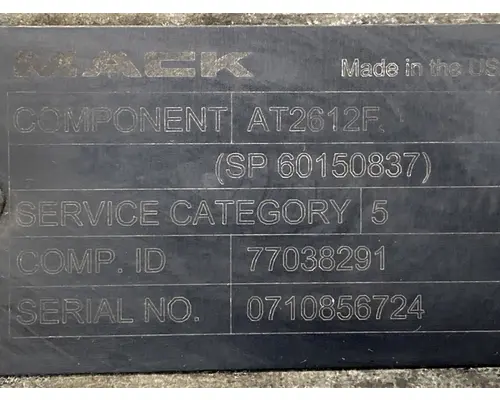 MACK Made in the US
COMPONENT AT2612F
(SP 60150837)
SERVICE CATEGORY 5
COMP. ID 77038291
SERIAL NO. 0710856724